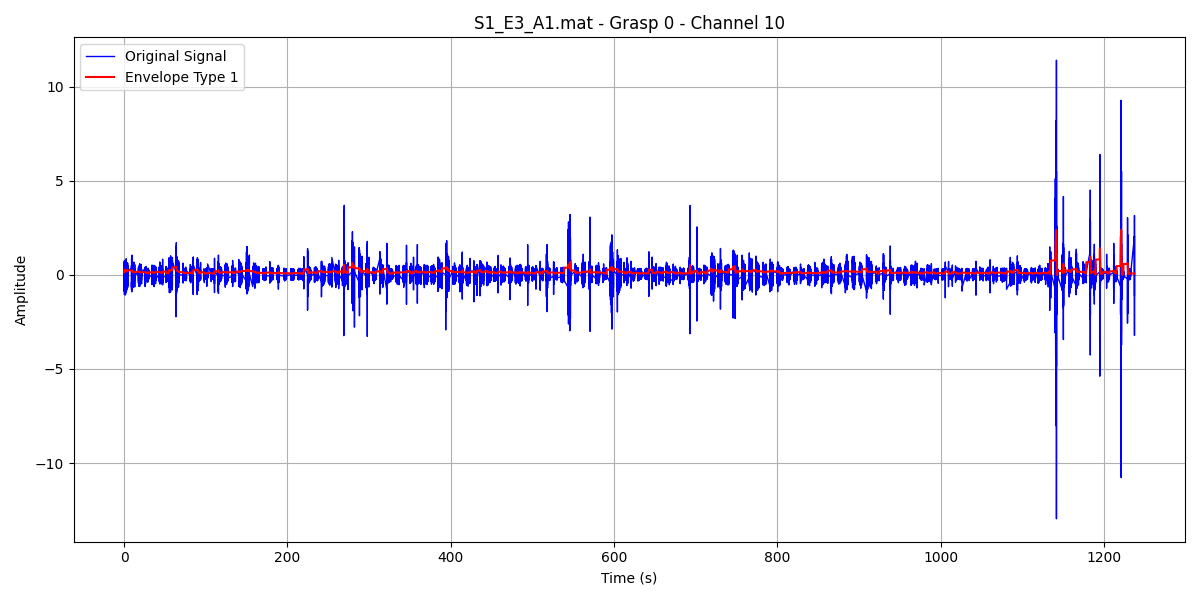 S1_E3_A1.mat - Grasp 0 - Channel 10
Original Signal
Envelope Type 1
Amplitude
10
5
0
−5
−10
0 200 400 600 800 1000 1200
Time (s)